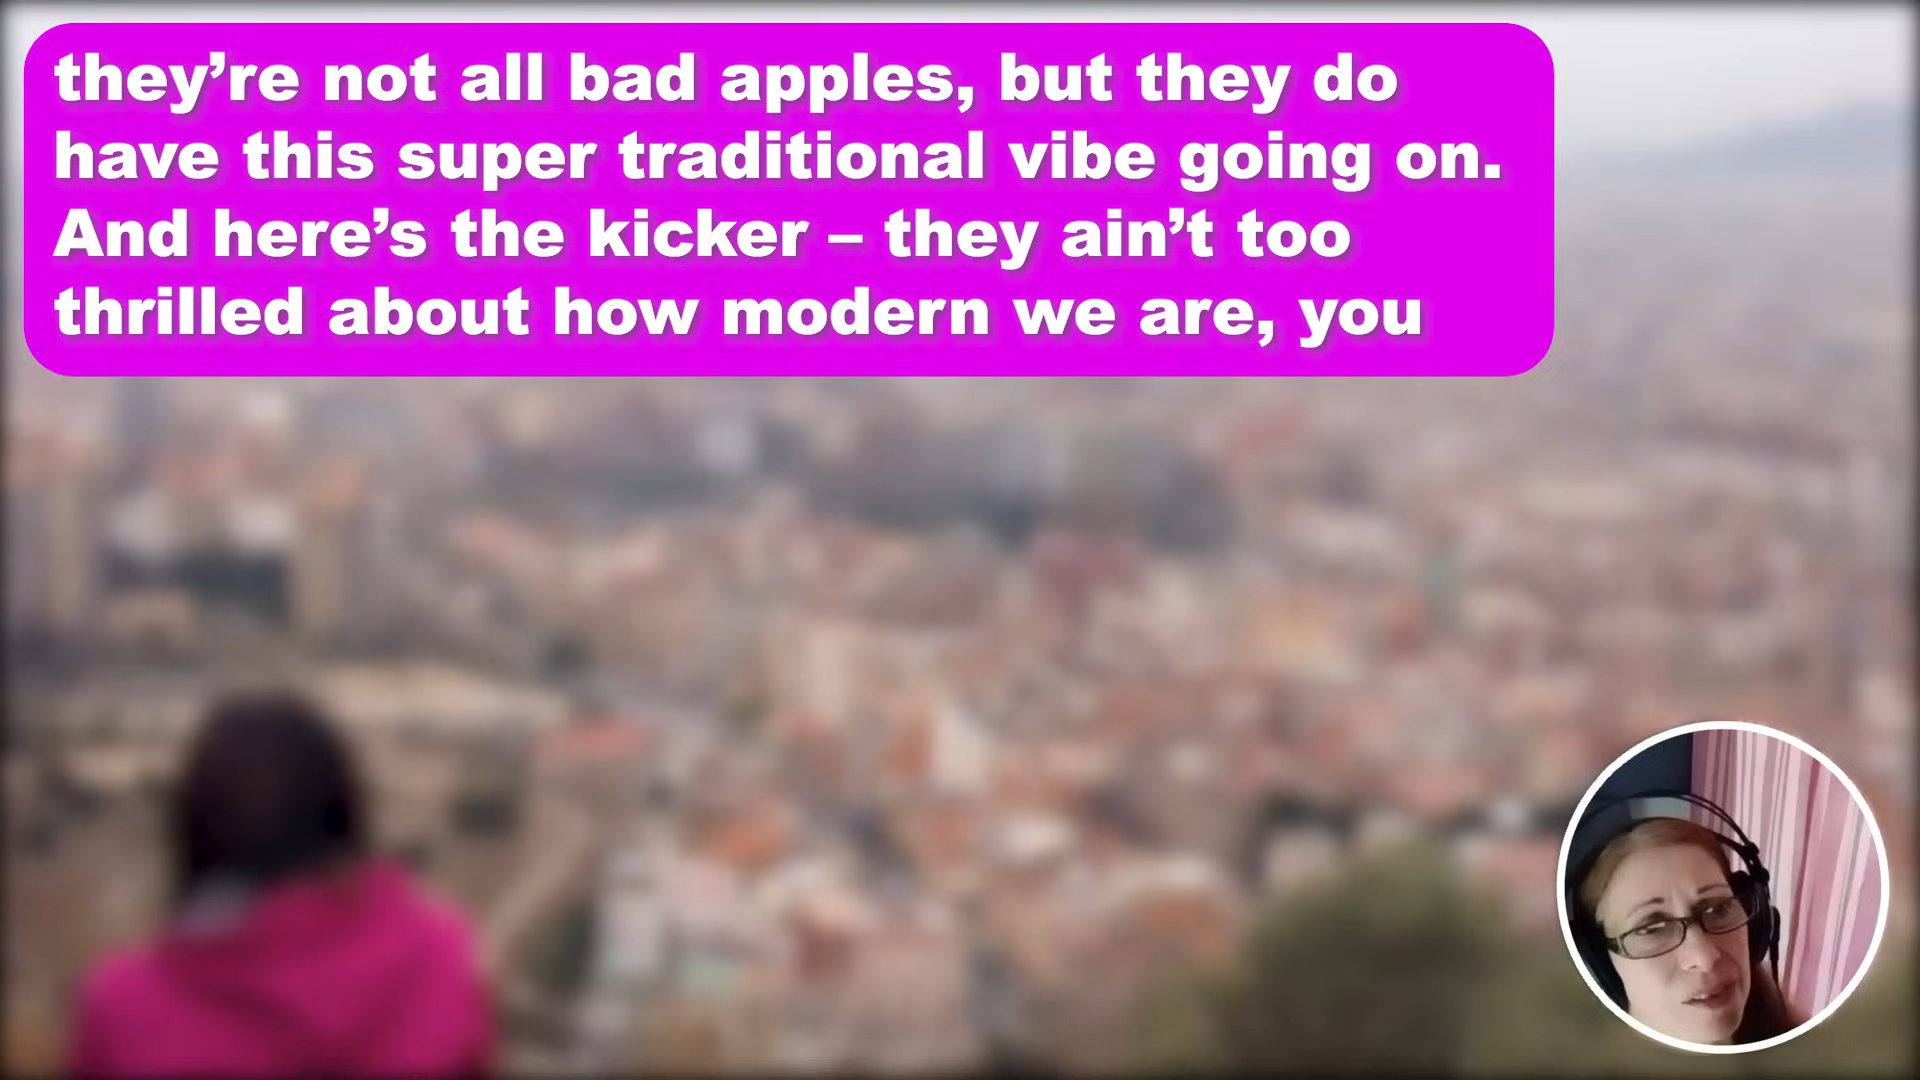 they’re not all bad apples, but they do
have this super traditional vibe going on.
And here’s the kicker – they ain’t too
thrilled about how modern we are, you